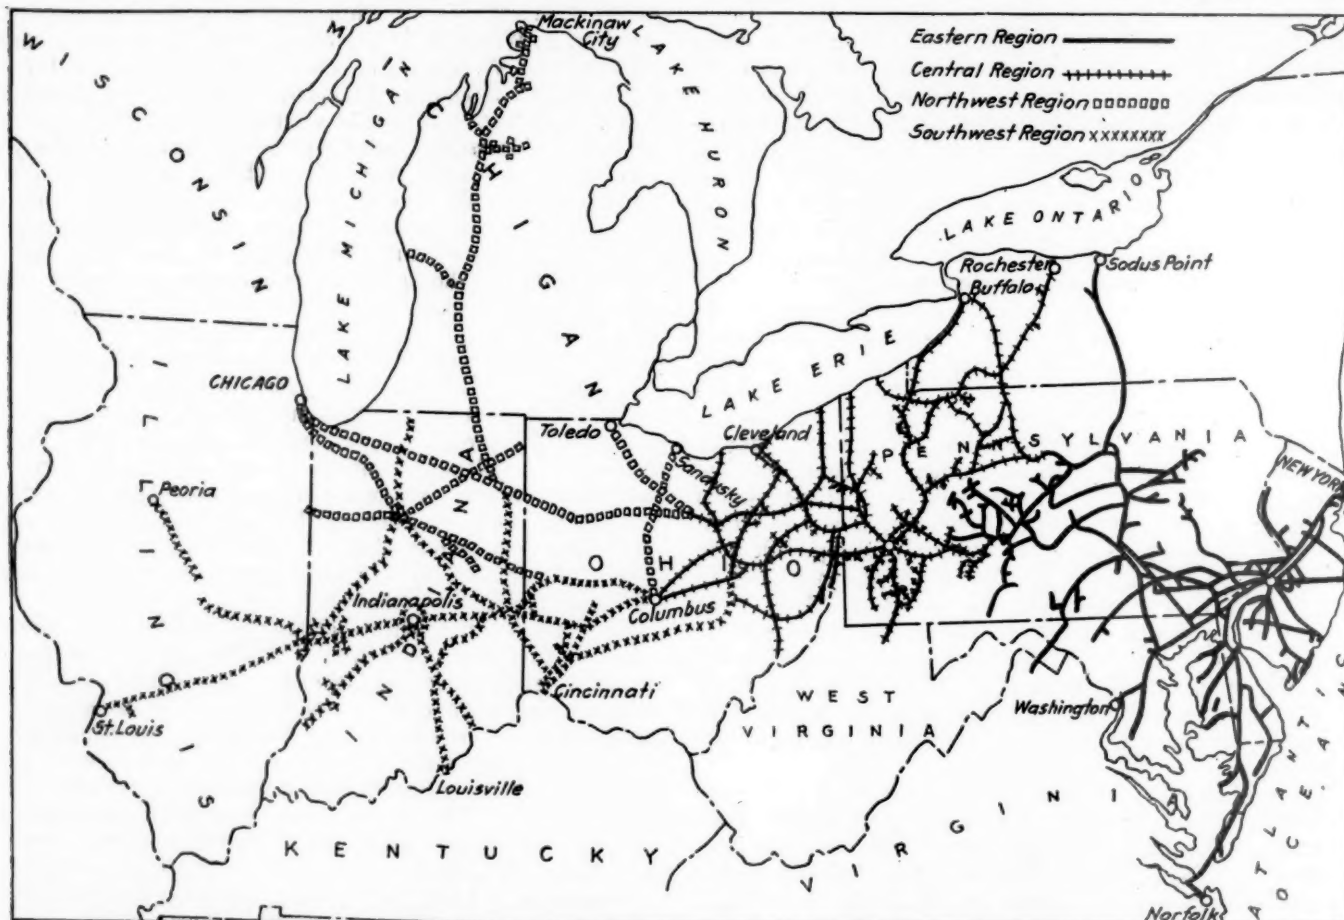 Mackinaw
City
Eastern Region
Central Region
Northwest Region
Southwest Region
WISCONSIN
MICHIGAN
LAKE MICHIGAN
LAKE HURON
LAKE ONTARIO
Rochester
Buffalo
Sodus Point
LAKE ERIE
CHICAGO
Toledo
Sandusky
Cleveland
PENNSYLVANIA
NEW YORK
ILLINOIS
Peoria
INDIANA
Indianapolis
OHIO
Columbus
Cincinnati
St. Louis
Louisville
WEST
VIRGINIA
Washington
KENTUCKY
VIRGINIA
Norfolk
ATLANTIC
OCEAN